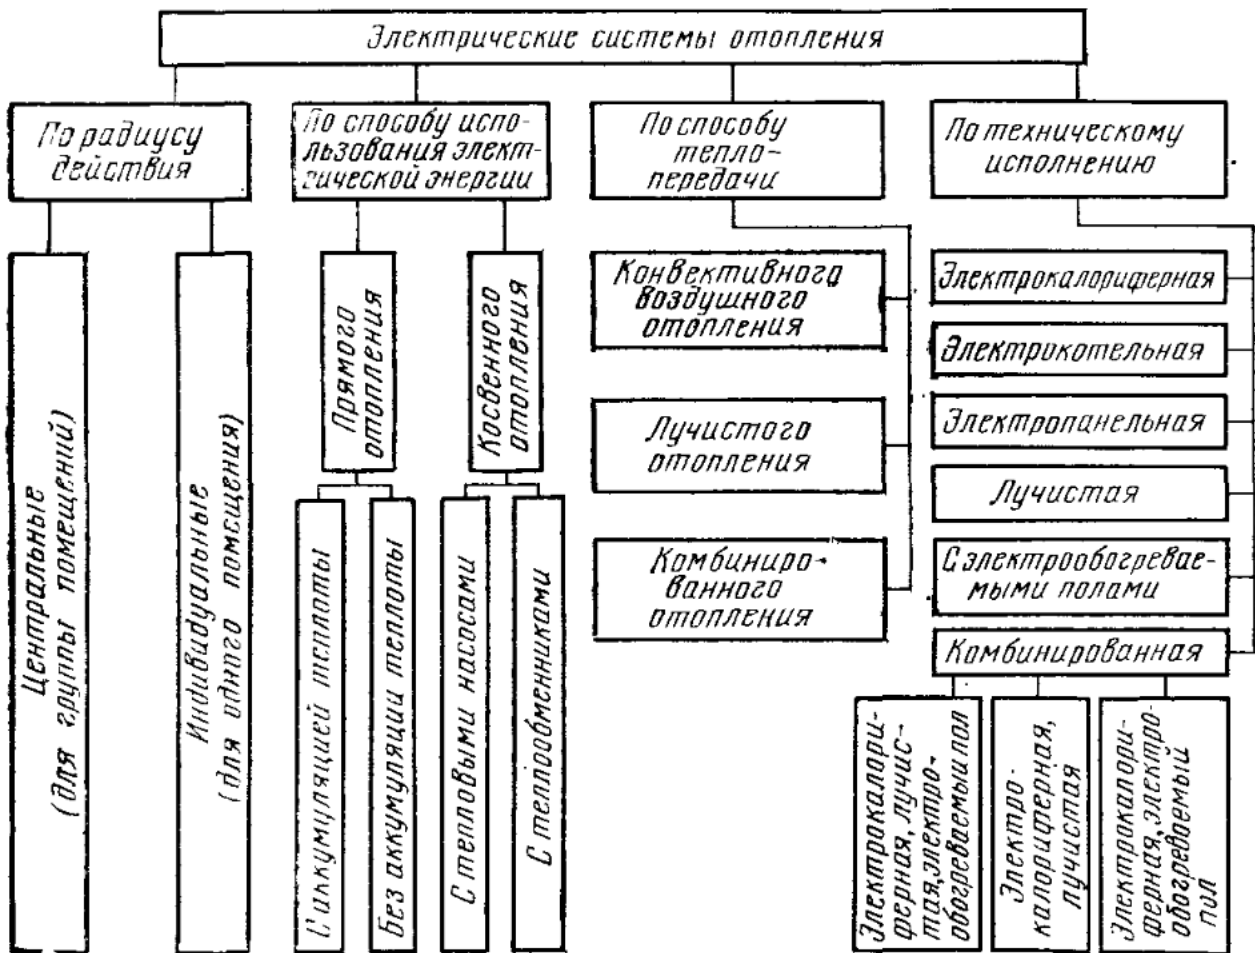 Электрические системы отопления
По радиусу
действия
По способу испо-
льзования элект-
рической энергии
По способу
тепло-
передачи
По техническому
исполнению
Центральные
(для группы помещений)
Индивидуальные
(для одного помещения)
Прямого
отопления
Косвенного
отопления
С аккумуляцией теплоты
Без аккумуляции теплоты
С тепловыми насосами
С теплообменниками
Конвективного
воздушного
отопления
Лучистого
отопления
Комбиниро-
ванного
отопления
Электрокалориферная
Электрокотельная
Электропанельная
Лучистая
С электрообогревае-
мыми полами
Комбинированная
Электрокалори-
ферная, лучис-
тая, электро-
обогреваемый пол
Электро-
калориферная,
лучистая
Электрокалори-
ферная, электро-
обогреваемый
пол